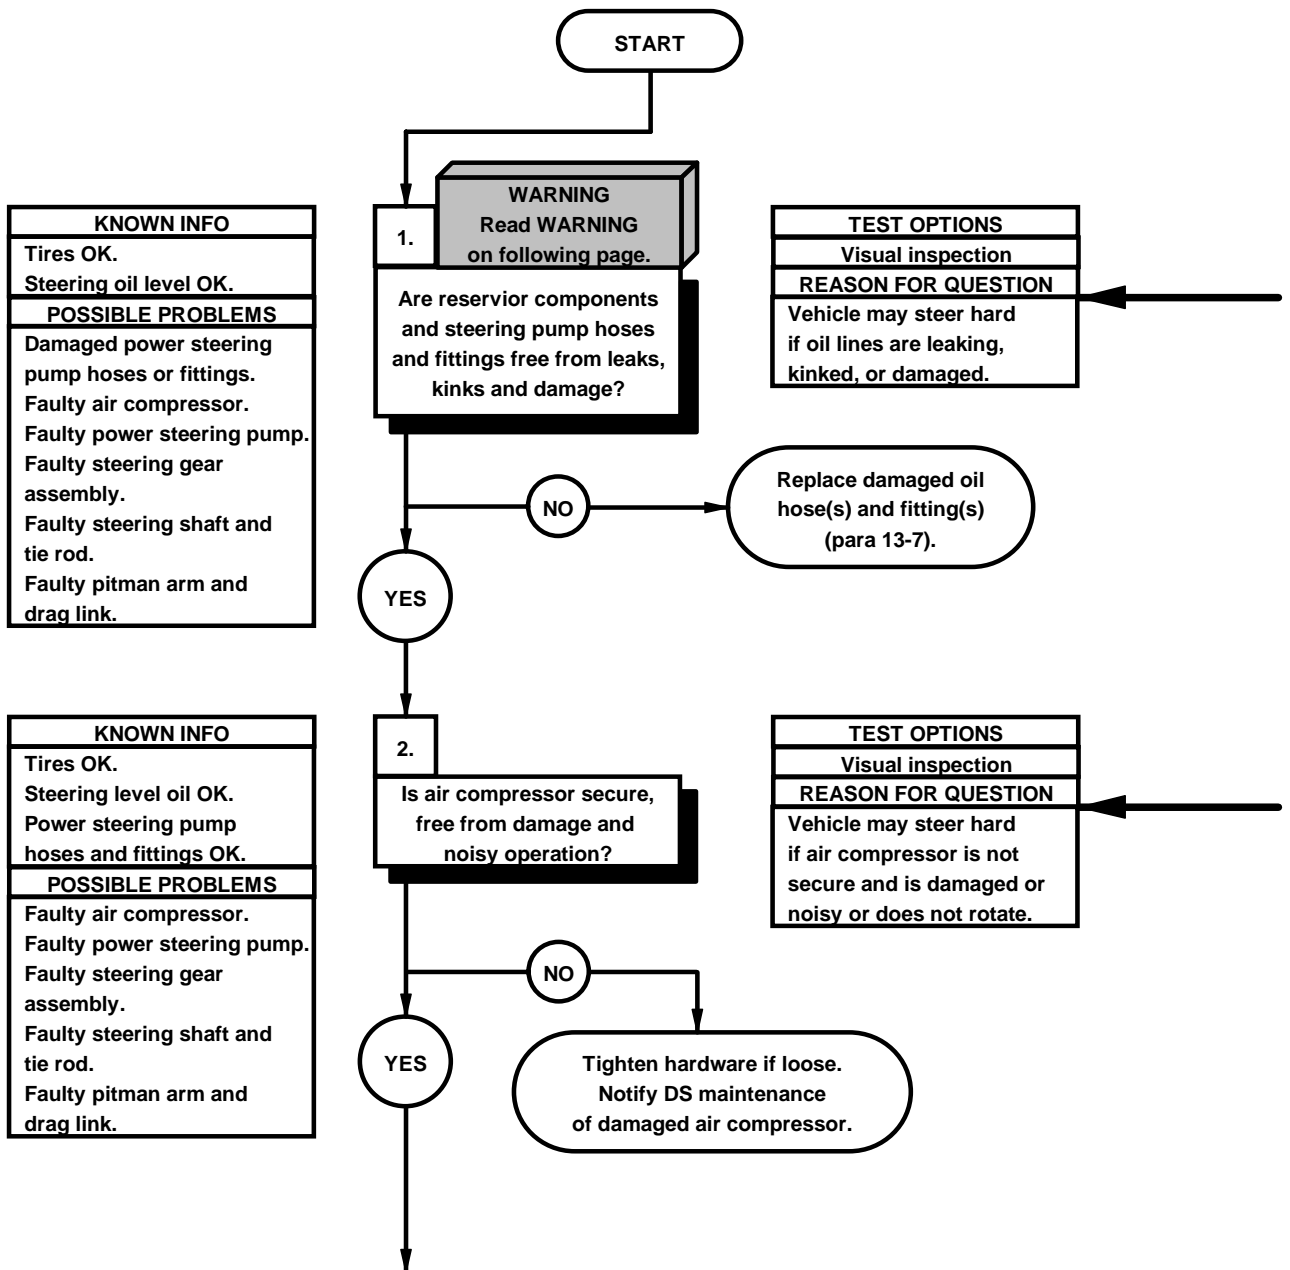 START
WARNING
Read WARNING
on following page.
1.
Are reservior components
and steering pump hoses
and fittings free from leaks,
kinks and damage?
KNOWN INFO
Tires OK.
Steering oil level OK.
POSSIBLE PROBLEMS
Damaged power steering
pump hoses or fittings.
Faulty air compressor.
Faulty power steering pump.
Faulty steering gear
assembly.
Faulty steering shaft and
tie rod.
Faulty pitman arm and
drag link.
TEST OPTIONS
Visual inspection
REASON FOR QUESTION
Vehicle may steer hard
if oil lines are leaking,
kinked, or damaged.
NO
Replace damaged oil
hose(s) and fitting(s)
(para 13-7).
YES
KNOWN INFO
Tires OK.
Steering level oil OK.
Power steering pump
hoses and fittings OK.
POSSIBLE PROBLEMS
Faulty air compressor.
Faulty power steering pump.
Faulty steering gear
assembly.
Faulty steering shaft and
tie rod.
Faulty pitman arm and
drag link.
2.
Is air compressor secure,
free from damage and
noisy operation?
TEST OPTIONS
Visual inspection
REASON FOR QUESTION
Vehicle may steer hard
if air compressor is not
secure and is damaged or
noisy or does not rotate.
NO
YES
Tighten hardware if loose.
Notify DS maintenance
of damaged air compressor.